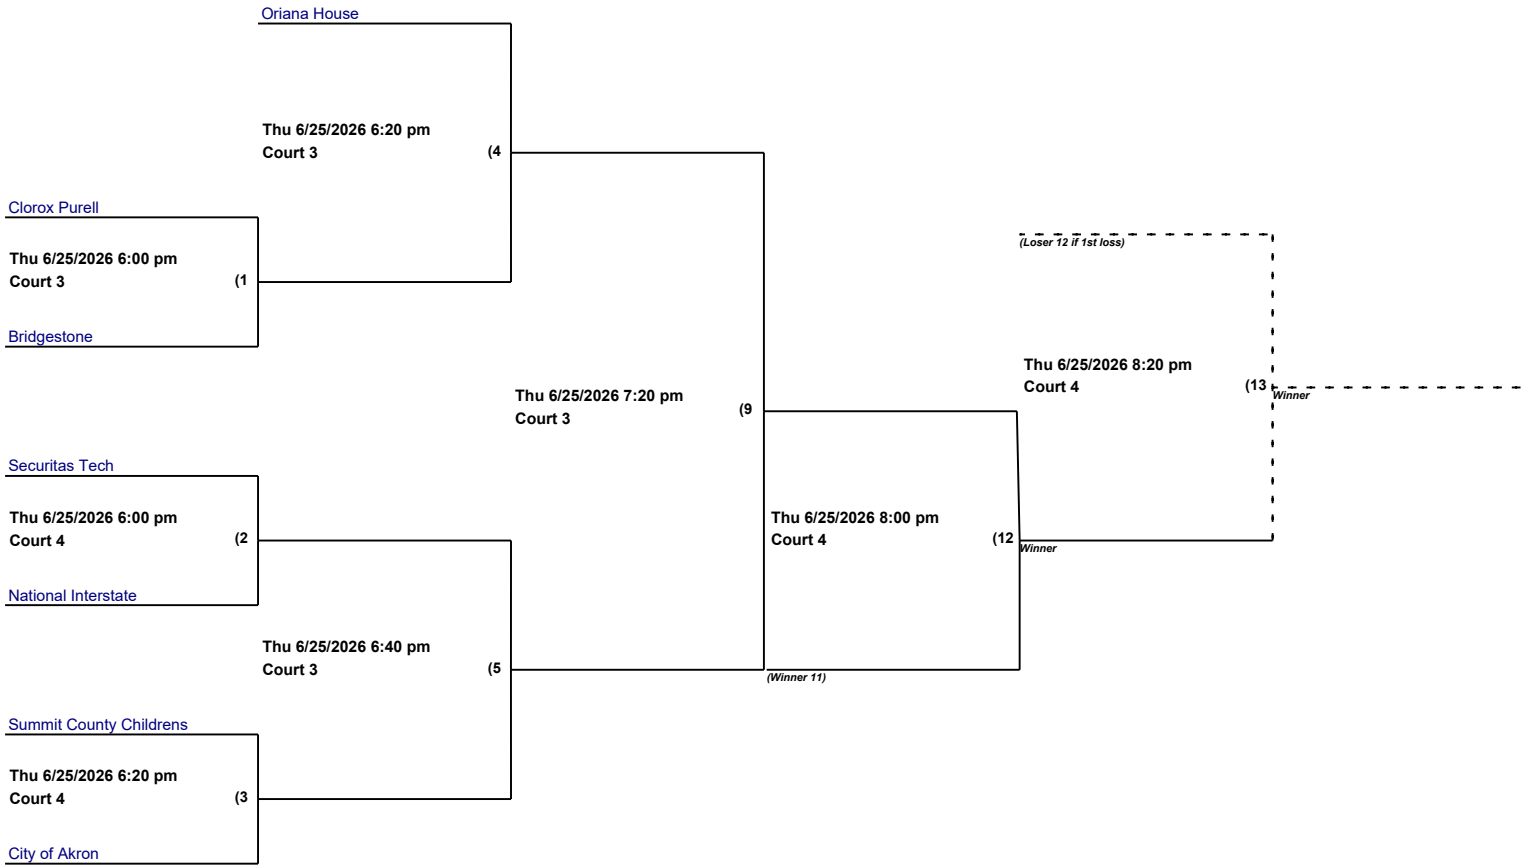 Oriana House
Thu 6/25/2026 6:20 pm
Court 3
(4
Clorox Purell
Thu 6/25/2026 6:00 pm
Court 3
(1
Bridgestone
(Loser 12 if 1st loss)
Thu 6/25/2026 8:20 pm
Court 4
(13
Winner
Thu 6/25/2026 7:20 pm
Court 3
(9
Securitas Tech
Thu 6/25/2026 6:00 pm
Court 4
(2
National Interstate
Thu 6/25/2026 8:00 pm
Court 4
(12
Winner
Thu 6/25/2026 6:40 pm
Court 3
(5
(Winner 11)
Summit County Childrens
Thu 6/25/2026 6:20 pm
Court 4
(3
City of Akron